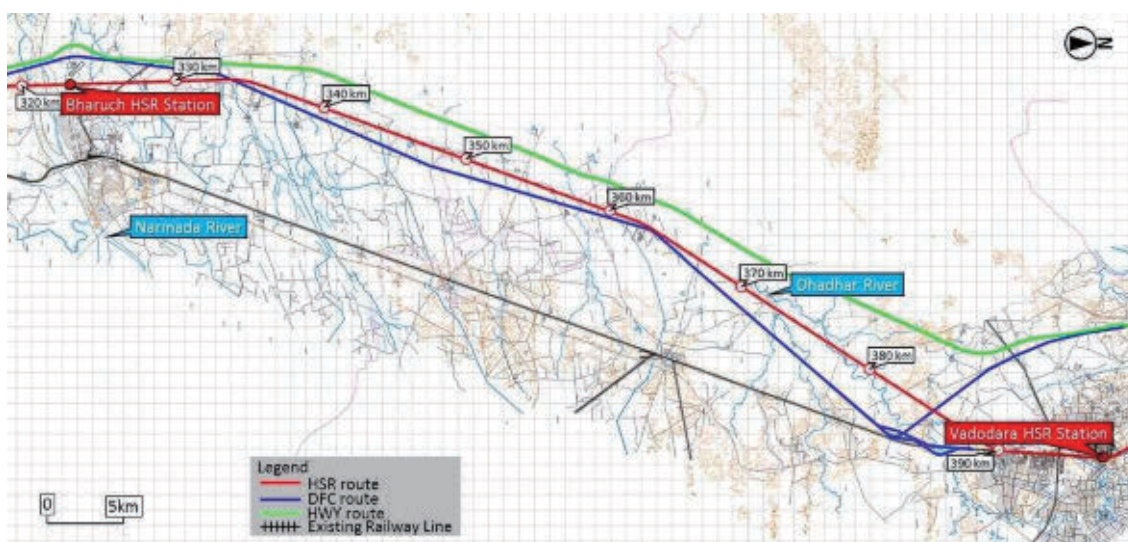 N
330 km
320 km
Bharuch HSR Station
340 km
350 km
360 km
Narmada River
370 km
Dhadhar River
380 km
Vadodara HSR Station
390 km
Legend
HSR route
DFC route
HWY route
Existing Railway Line
0
5km